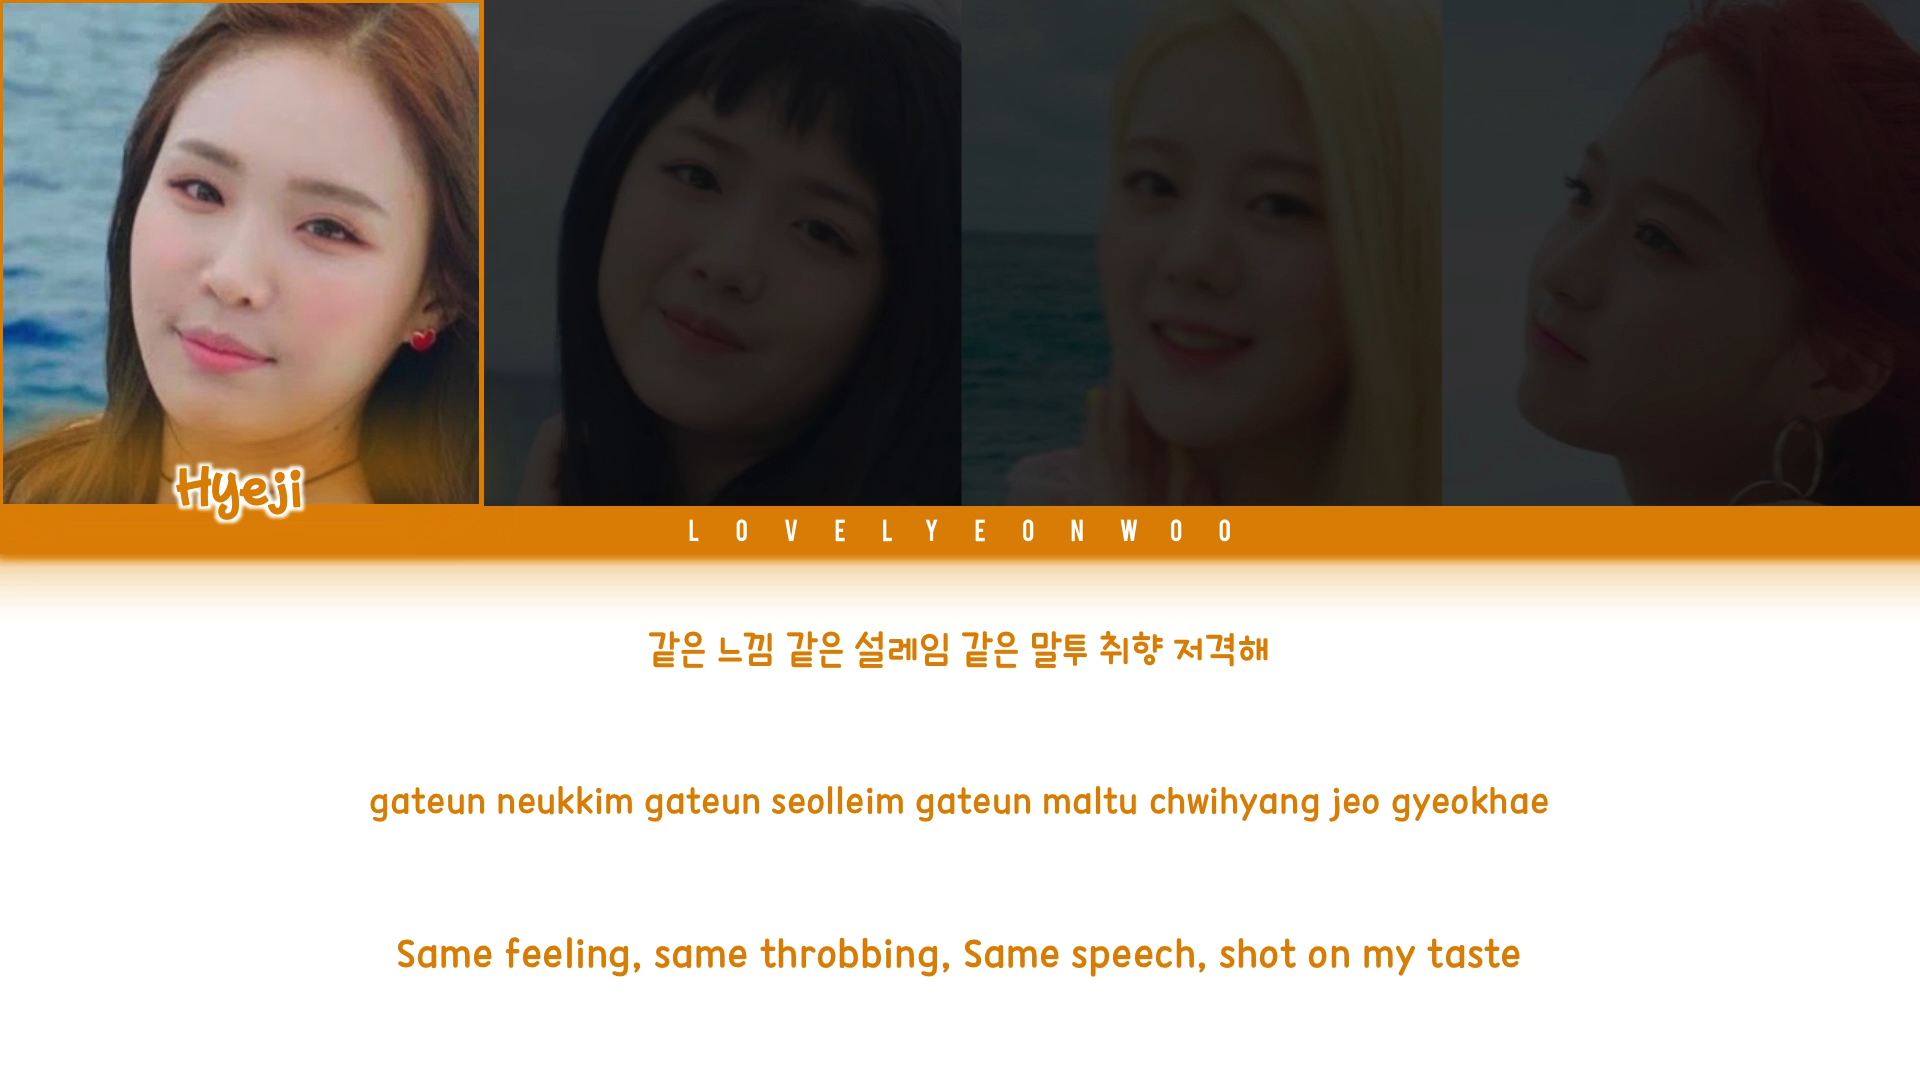 Hyeji
LOVELYEONWOO
같은 느낌 같은 설레임 같은 말투 취향 저격해
gateun neukkim gateun seolleim gateun maltu chwihyang jeo gyeokhae
Same feeling, same throbbing, Same speech, shot on my taste